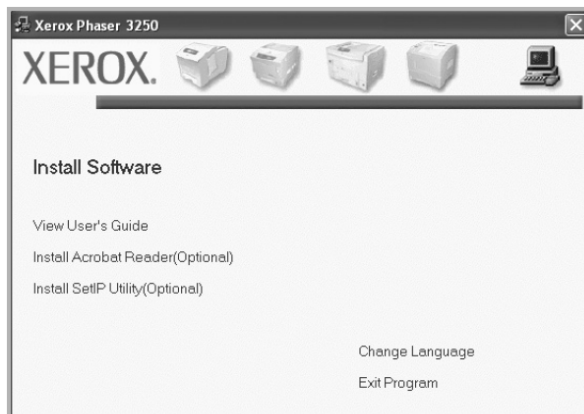 Xerox Phaser 3250
XEROX.
Install Software
View User's Guide
Install Acrobat Reader(Optional)
Install SetIP Utility(Optional)
Change Language
Exit Program